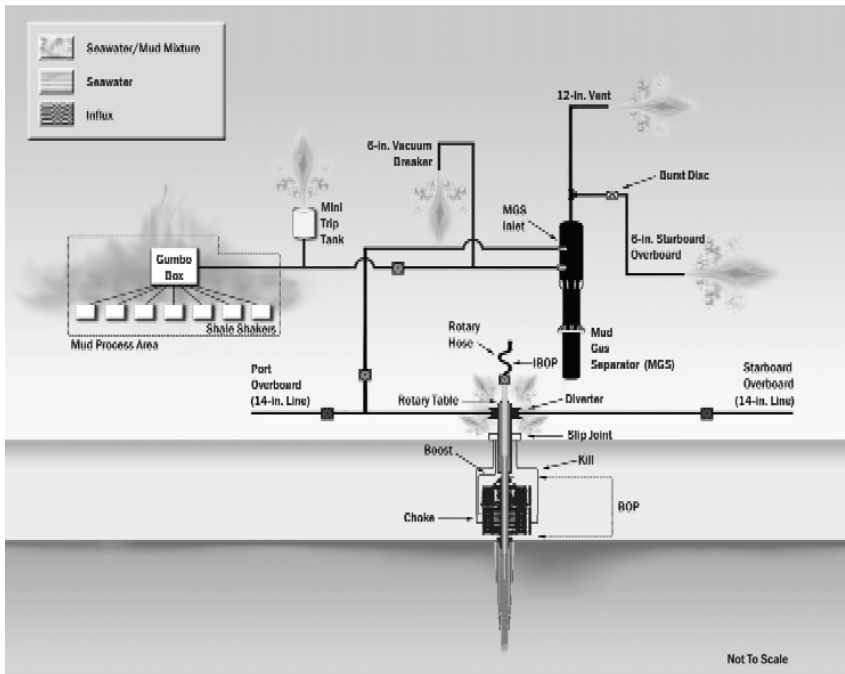 Seawater/Mud Mixture
Seawater
Influx
12-in. Vent
6-in. Vacuum
Breaker
Burst Disc
Mini
Trip
Tank
MGS
Inlet
6-in. Starboard
Overboard
Gumbo
Box
Shale Shakers
Mud Process Area
Rotary
Hose
IBOP
Mud
Gas
Separator (MGS)
Port
Overboard
(14-in. Line)
Starboard
Overboard
(14-in. Line)
Rotary Table
Diverter
Slip Joint
Boost
Kill
Choke
BOP
Not To Scale